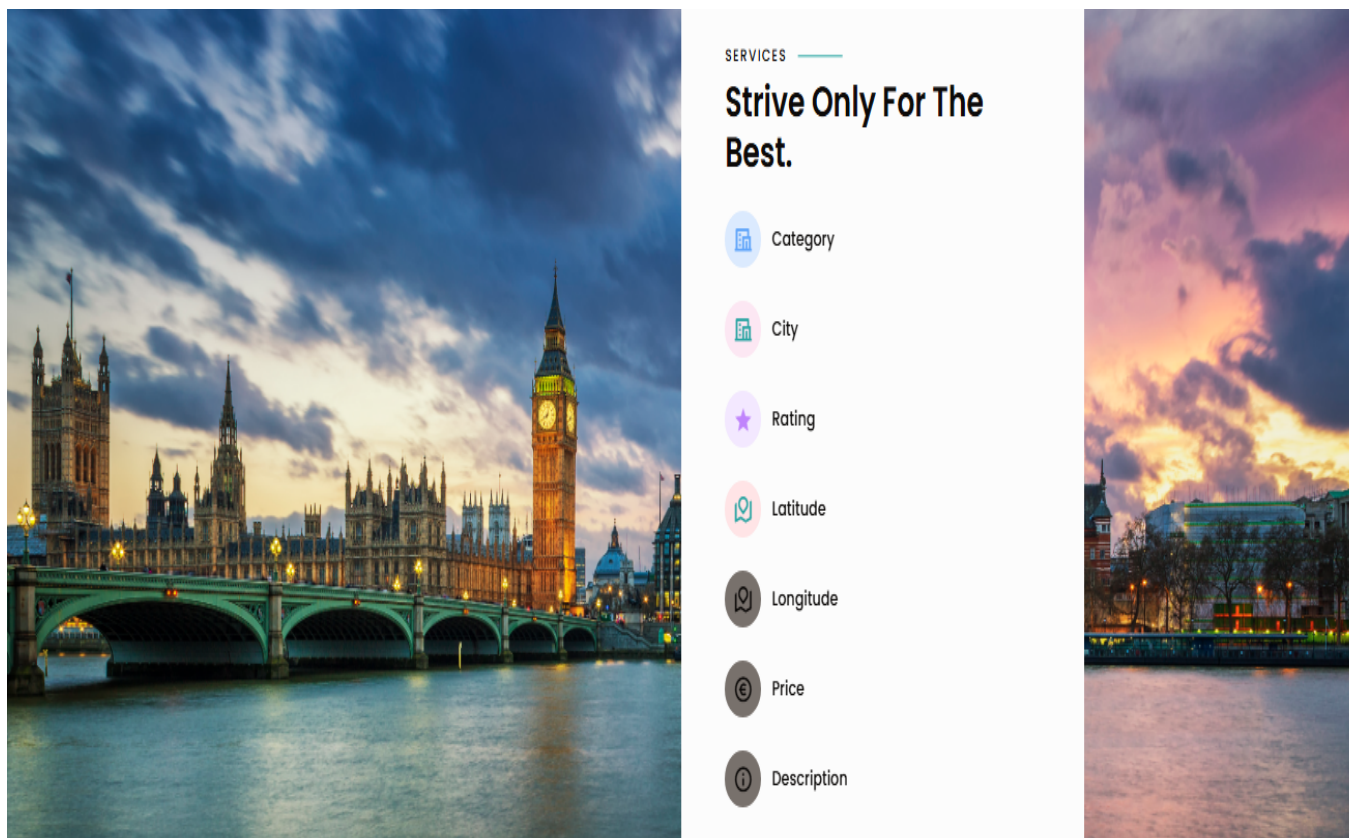 SERVICES
Strive Only For The
Best.
Category
City
Rating
Latitude
Longitude
Price
Description